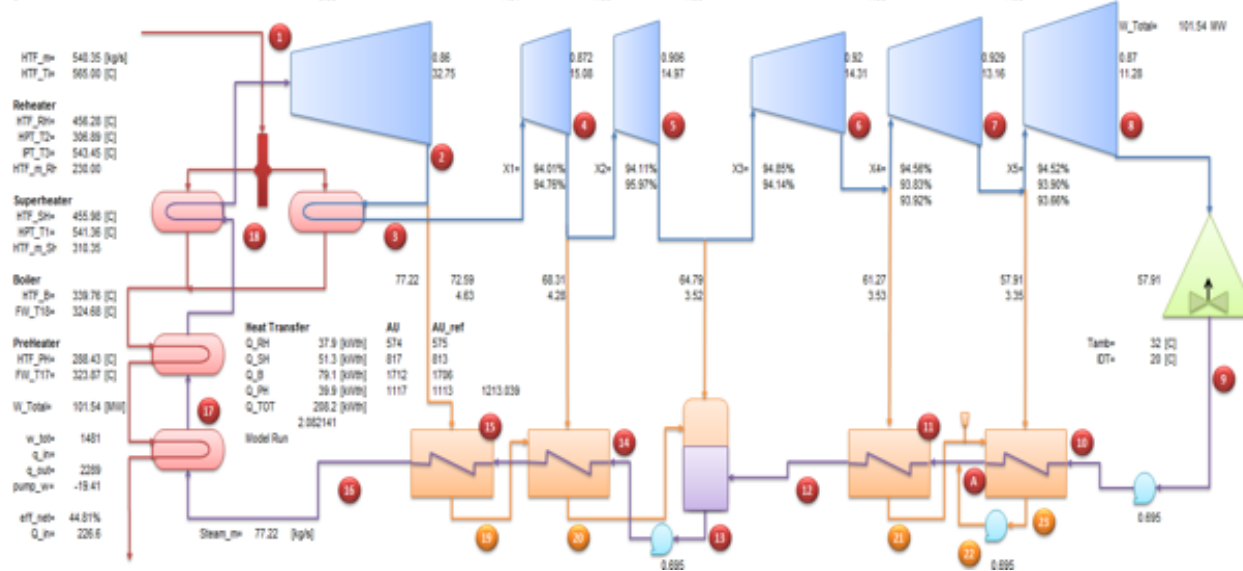 W_Total= 101.54 MW
HTF_m= 540.35 [kg/s]
HTF_Ti= 565.00 [C]
0.86
32.75
0.872
15.08
0.906
14.97
0.92
14.31
0.929
13.16
0.87
11.28
1
2
3
4
5
6
7
8
Reheater
HTF_RH= 456.28 [C]
HPT_T2= 306.89 [C]
IPT_T3= 543.45 [C]
HTF_m_Rh 230.00
X1= 94.01%
94.76%
X2= 94.11%
95.97%
X3= 94.85%
94.14%
X4= 94.56%
93.83%
93.92%
X5= 94.52%
93.90%
93.66%
Superheater
HTF_SH= 455.98 [C]
HPT_T1= 541.36 [C]
HTF_m_Sh 310.35
18
Boiler
HTF_B= 339.76 [C]
FW_T18= 324.68 [C]
77.22
72.59
4.63
68.31
4.28
64.79
3.52
61.27
3.53
57.91
3.35
57.91
PreHeater
HTF_PH= 288.43 [C]
FW_T17= 323.87 [C]
Heat Transfer AU AU_ref
Q_RH 37.9 [kWth] 574 575
Q_SH 51.3 [kWth] 817 813
Q_B 79.1 [kWth] 1712 1706
Q_PH 39.9 [kWth] 1117 1113 1213.039
Q_TOT 208.2 [kWth]
2.082141
Model Run
Tamb= 32 [C]
IDT= 20 [C]
9
W_Total= 101.54 [MW]
17
w_tot= 1481
q_in=
q_out= 2289
pump_w= -19.41
eff_net= 44.81%
Q_in= 226.6
15
14
11
10
A
16
12
13
19
20
21
22
23
Steam_m= 77.22 [kg/s]
0.695
0.695
0.695